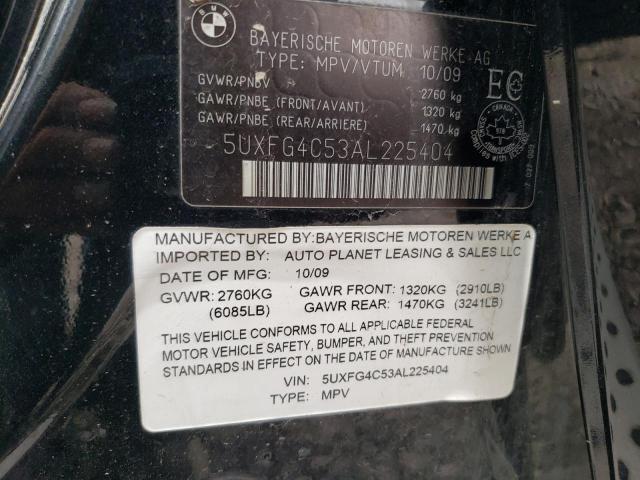 BMW
BAYERISCHE MOTOREN WERKE AG
TYPE: MPV/VTUM 10/09
GVWR/PNBV 2760 kg
GAWR/PNBE (FRONT/AVANT) 1320 kg
GAWR/PNBE (REAR/ARRIERE) 1470 kg
EC
CANADA
TRANSPORT
5UXFG4C53AL225404
MANUFACTURED BY:BAYERISCHE MOTOREN WERKE A
IMPORTED BY: AUTO PLANET LEASING & SALES LLC
DATE OF MFG: 10/09
GVWR: 2760KG GAWR FRONT: 1320KG (2910LB)
(6085LB) GAWR REAR: 1470KG (3241LB)
THIS VEHICLE CONFORMS TO ALL APPLICABLE FEDERAL
MOTOR VEHICLE SAFETY, BUMPER, AND THEFT PREVENTION
STANDARDS IN EFFECT ON THE DATE OF MANUFACTURE SHOWN
VIN: 5UXFG4C53AL225404
TYPE: MPV